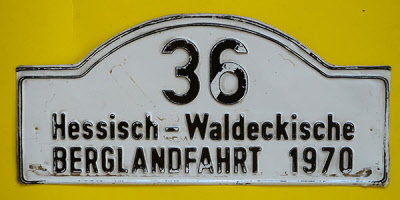 36
Hessisch - Waldeckische
BERGLANDFAHRT 1970